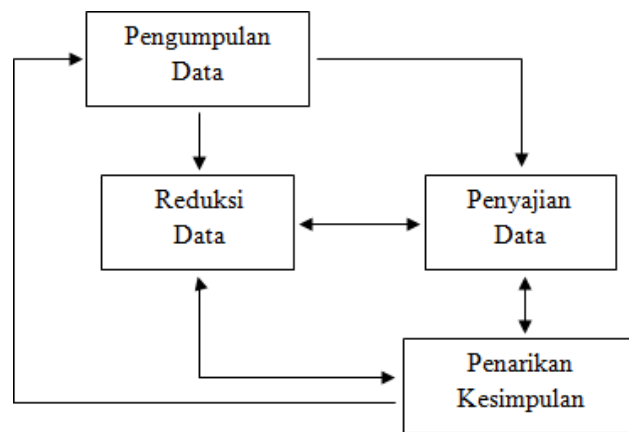 Pengumpulan
Data
Reduksi
Data
Penyajian
Data
Penarikan
Kesimpulan